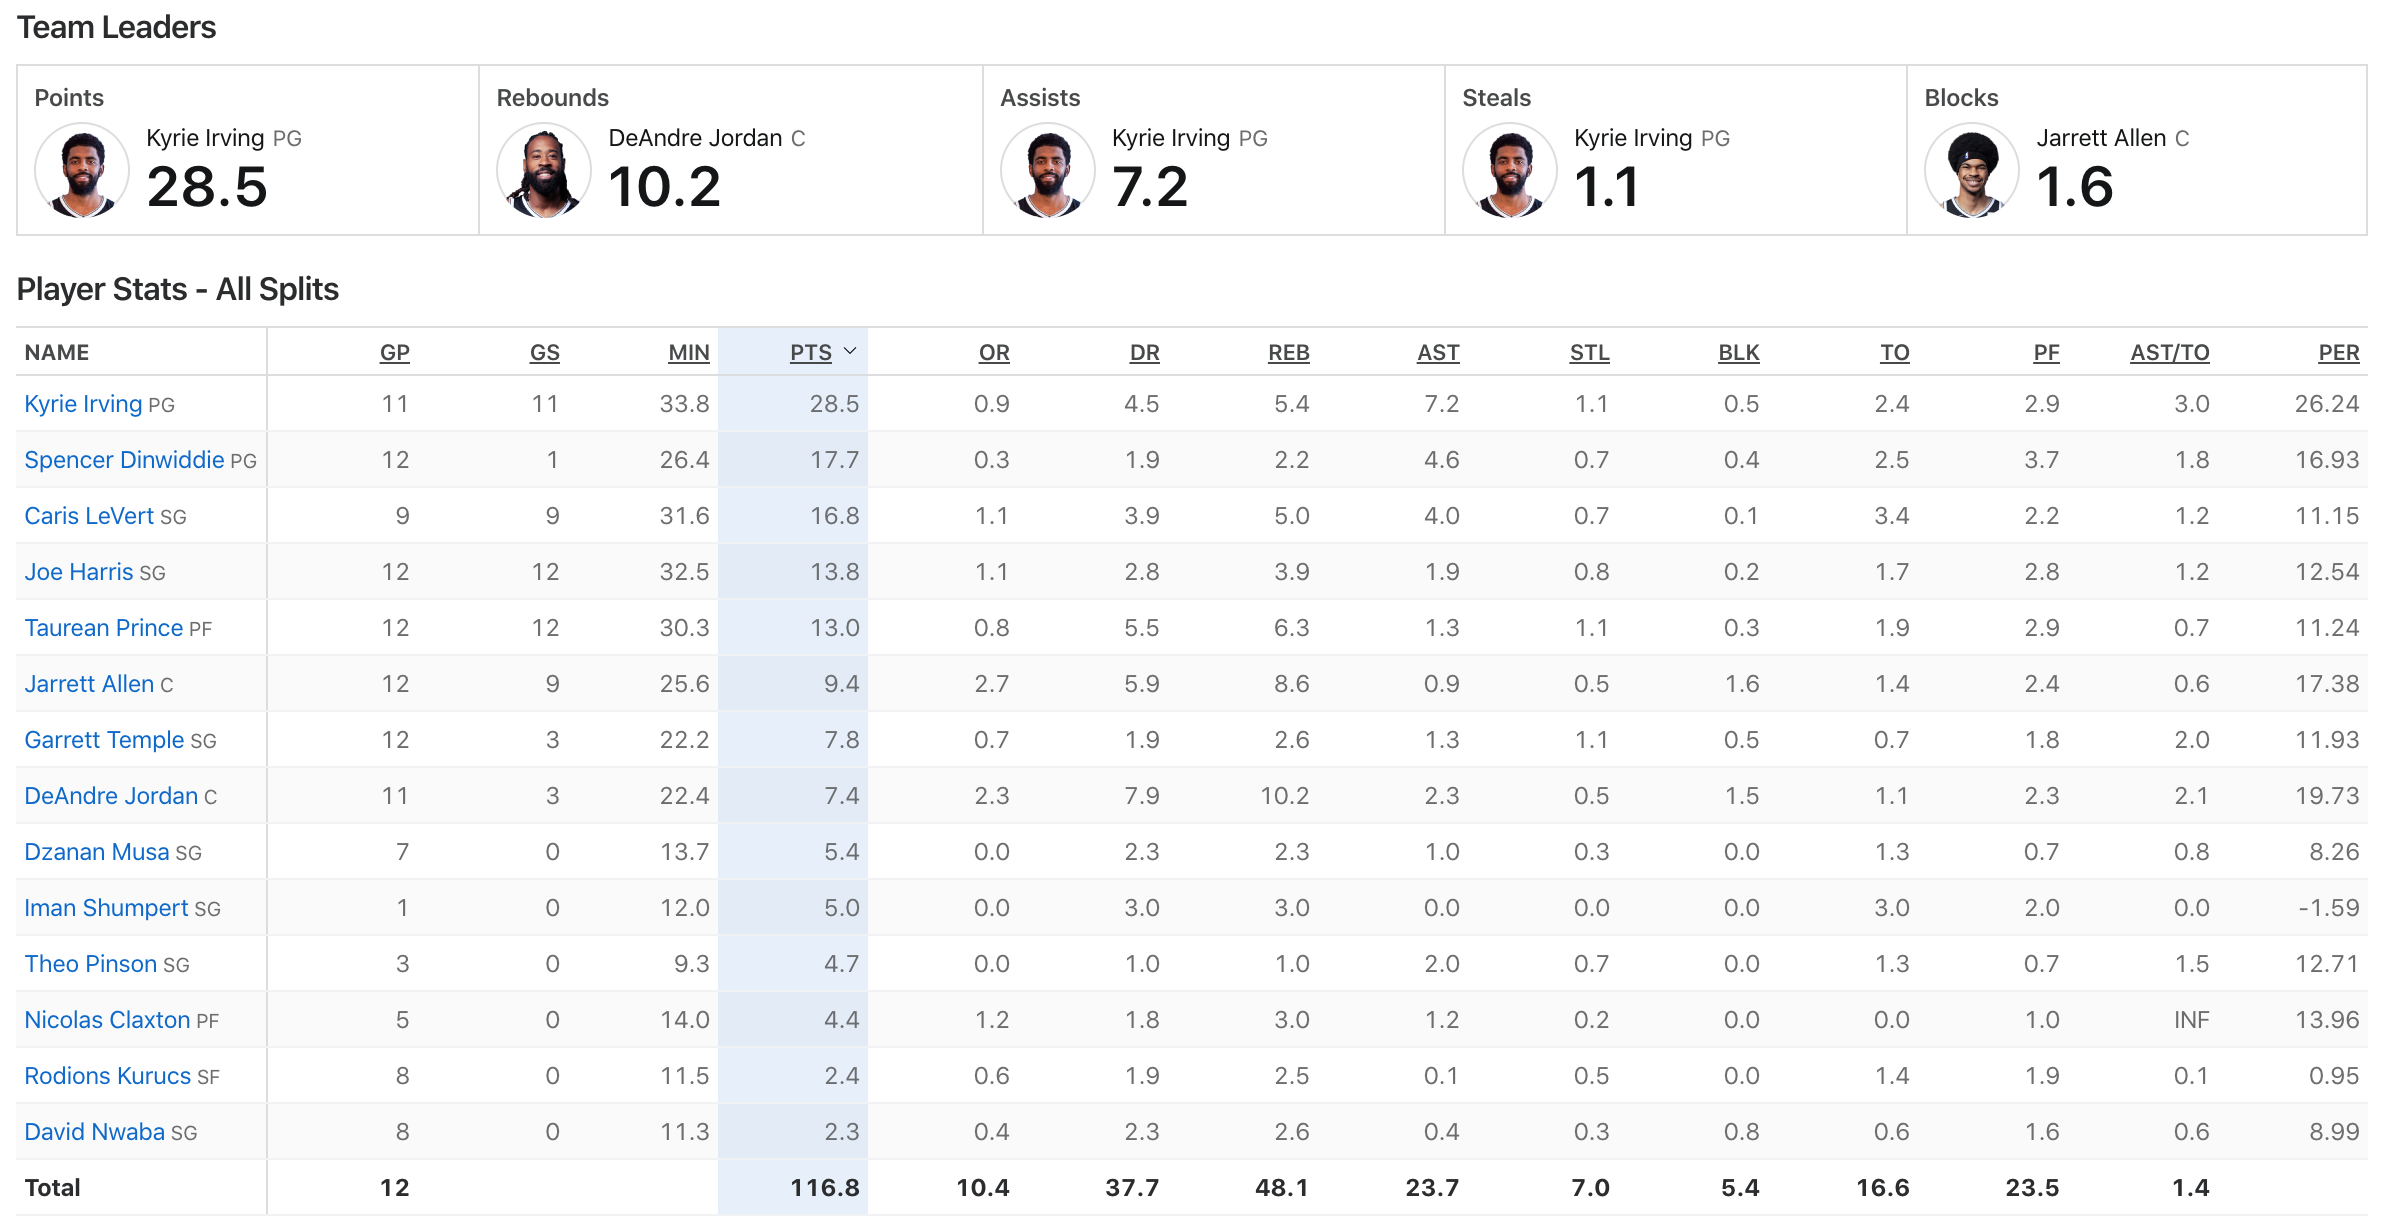 Team Leaders
Points Rebounds Assists Steals Blocks
Kyrie Irving PG DeAndre Jordan C Kyrie Irving PG Kyrie Irving PG Jarrett Allen C
28.5 10.2 7.2 1.1 1.6
Player Stats - All Splits
NAME GP GS MIN PTS OR DR REB AST STL BLK TO PF AST/TO PER
Kyrie Irving PG 11 11 33.8 28.5 0.9 4.5 5.4 7.2 1.1 0.5 2.4 2.9 3.0 26.24
Spencer Dinwiddie PG 12 1 26.4 17.7 0.3 1.9 2.2 4.6 0.7 0.4 2.5 3.7 1.8 16.93
Caris LeVert SG 9 9 31.6 16.8 1.1 3.9 5.0 4.0 0.7 0.1 3.4 2.2 1.2 11.15
Joe Harris SG 12 12 32.5 13.8 1.1 2.8 3.9 1.9 0.8 0.2 1.7 2.8 1.2 12.54
Taurean Prince PF 12 12 30.3 13.0 0.8 5.5 6.3 1.3 1.1 0.3 1.9 2.9 0.7 11.24
Jarrett Allen C 12 9 25.6 9.4 2.7 5.9 8.6 0.9 0.5 1.6 1.4 2.4 0.6 17.38
Garrett Temple SG 12 3 22.2 7.8 0.7 1.9 2.6 1.3 1.1 0.5 0.7 1.8 2.0 11.93
DeAndre Jordan C 11 3 22.4 7.4 2.3 7.9 10.2 2.3 0.5 1.5 1.1 2.3 2.1 19.73
Dzanan Musa SG 7 0 13.7 5.4 0.0 2.3 2.3 1.0 0.3 0.0 1.3 0.7 0.8 8.26
Iman Shumpert SG 1 0 12.0 5.0 0.0 3.0 3.0 0.0 0.0 0.0 3.0 2.0 0.0 -1.59
Theo Pinson SG 3 0 9.3 4.7 0.0 1.0 1.0 2.0 0.7 0.0 1.3 0.7 1.5 12.71
Nicolas Claxton PF 5 0 14.0 4.4 1.2 1.8 3.0 1.2 0.2 0.0 0.0 1.0 INF 13.96
Rodions Kurucs SF 8 0 11.5 2.4 0.6 1.9 2.5 0.1 0.5 0.0 1.4 1.9 0.1 0.95
David Nwaba SG 8 0 11.3 2.3 0.4 2.3 2.6 0.4 0.3 0.8 0.6 1.6 0.6 8.99
Total 12 116.8 10.4 37.7 48.1 23.7 7.0 5.4 16.6 23.5 1.4